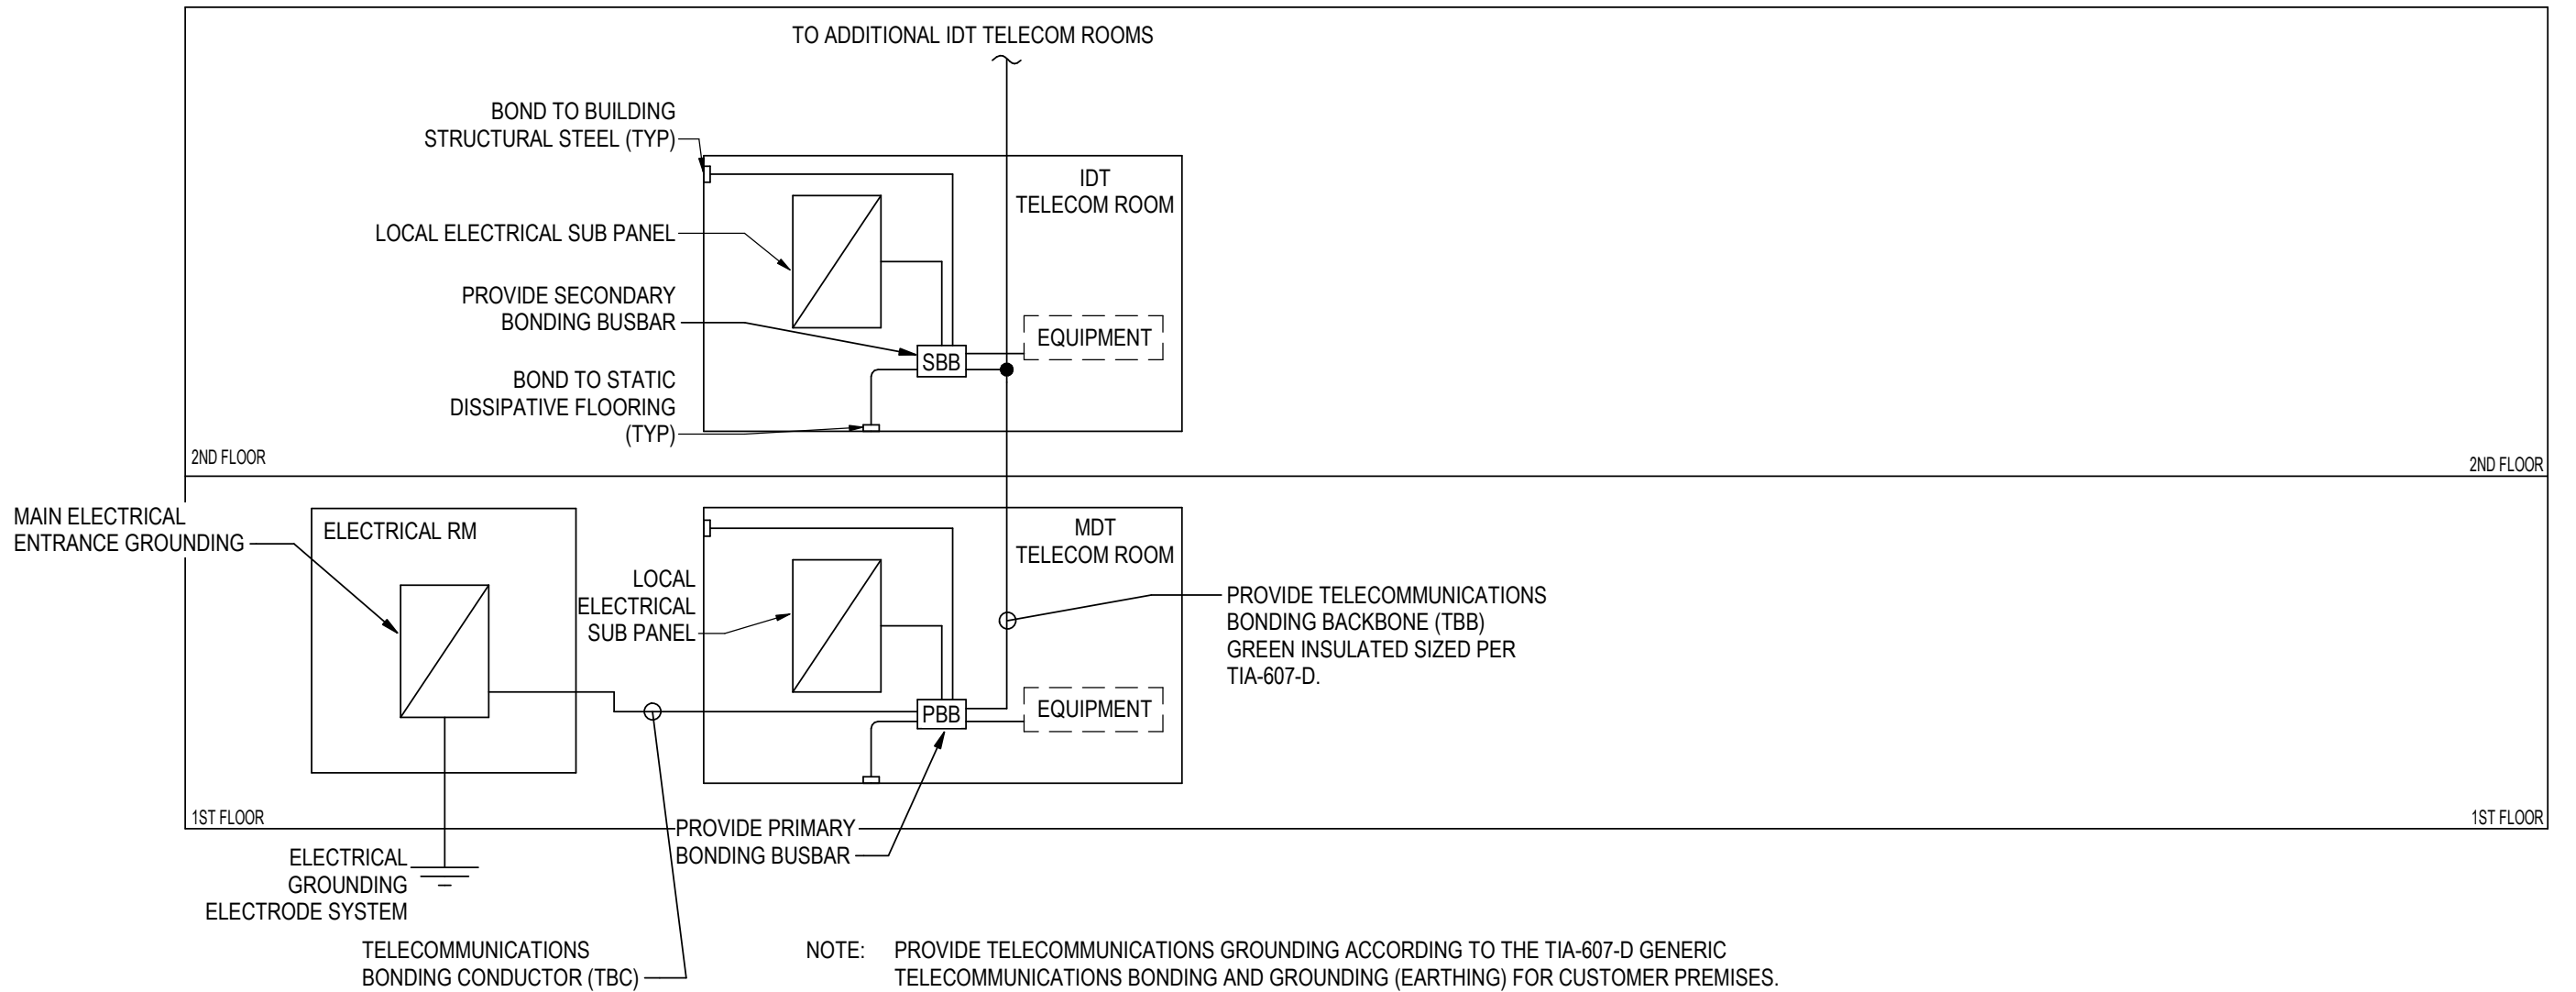 TO ADDITIONAL IDT TELECOM ROOMS
BOND TO BUILDING
STRUCTURAL STEEL (TYP)
IDT
TELECOM ROOM
LOCAL ELECTRICAL SUB PANEL
PROVIDE SECONDARY
BONDING BUSBAR
EQUIPMENT
SBB
BOND TO STATIC
DISSIPATIVE FLOORING
(TYP)
2ND FLOOR
2ND FLOOR
MAIN ELECTRICAL
ENTRANCE GROUNDING
ELECTRICAL RM
MDT
TELECOM ROOM
LOCAL
ELECTRICAL
SUB PANEL
PROVIDE TELECOMMUNICATIONS
BONDING BACKBONE (TBB)
GREEN INSULATED SIZED PER
TIA-607-D.
PBB
EQUIPMENT
1ST FLOOR
1ST FLOOR
PROVIDE PRIMARY
BONDING BUSBAR
ELECTRICAL
GROUNDING
ELECTRODE SYSTEM
TELECOMMUNICATIONS
BONDING CONDUCTOR (TBC)
NOTE: PROVIDE TELECOMMUNICATIONS GROUNDING ACCORDING TO THE TIA-607-D GENERIC
TELECOMMUNICATIONS BONDING AND GROUNDING (EARTHING) FOR CUSTOMER PREMISES.